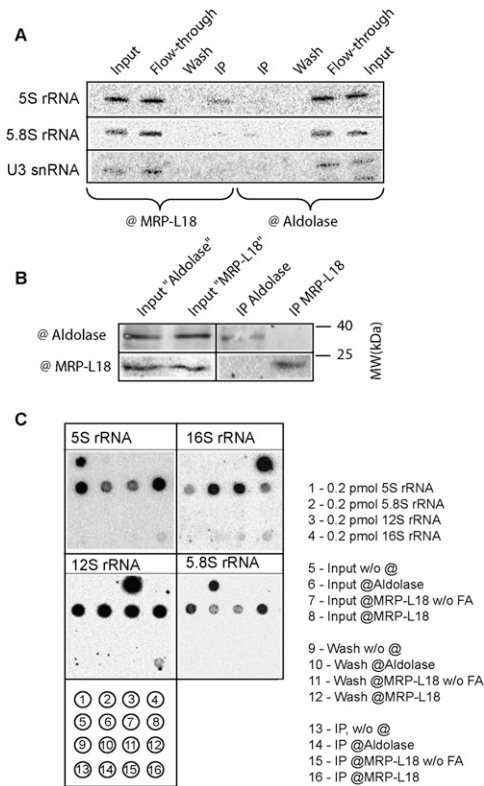 A
Input Flow-through Wash IP IP Wash Flow-through Input
5S rRNA
5.8S rRNA
U3 snRNA
@ MRP-L18 @ Aldolase
B
Input "Aldolase" Input "MRP-L18" IP Aldolase IP MRP-L18
@ Aldolase
@ MRP-L18
40
25
MW(kDa)
C
5S rRNA 16S rRNA
12S rRNA 5.8S rRNA
1 2 3 4
5 6 7 8
9 10 11 12
13 14 15 16
1 - 0.2 pmol 5S rRNA
2 - 0.2 pmol 5.8S rRNA
3 - 0.2 pmol 12S rRNA
4 - 0.2 pmol 16S rRNA
5 - Input w/o @
6 - Input @Aldolase
7 - Input @MRP-L18 w/o FA
8 - Input @MRP-L18
9 - Wash w/o @
10 - Wash @Aldolase
11 - Wash @MRP-L18 w/o FA
12 - Wash @MRP-L18
13 - IP, w/o @
14 - IP @Aldolase
15 - IP @MRP-L18 w/o FA
16 - IP @MRP-L18